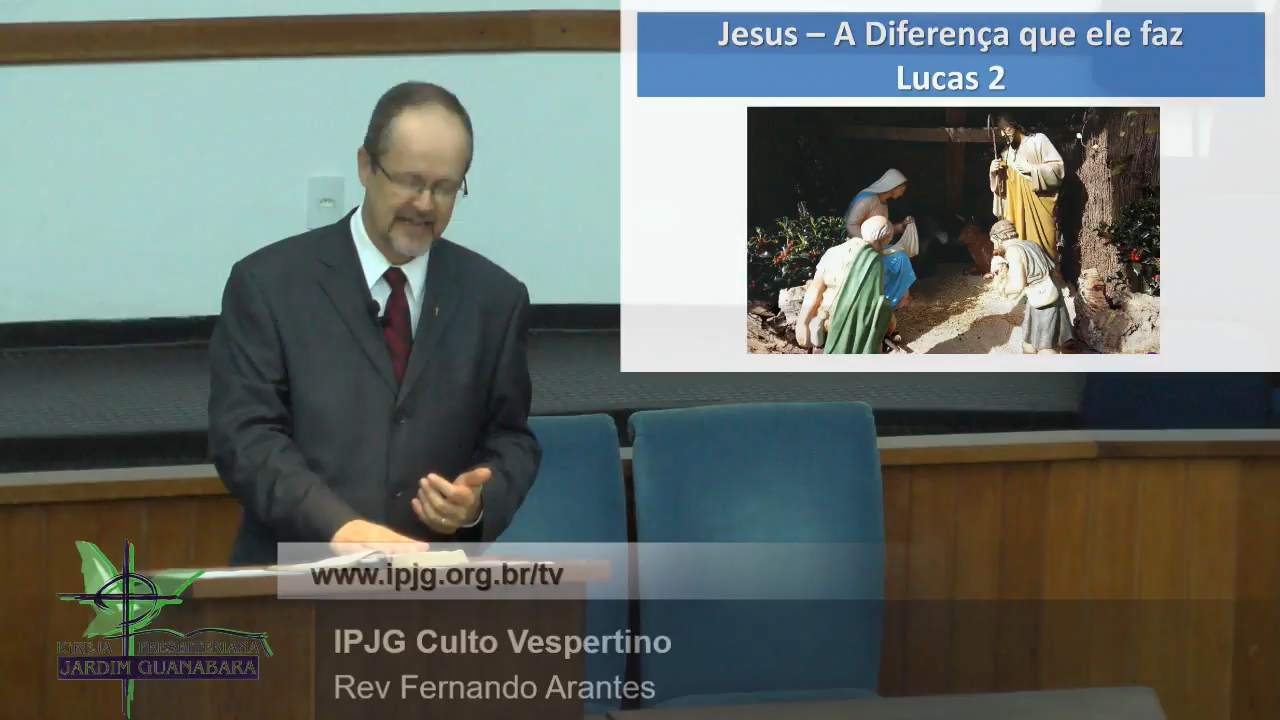 Jesus – A Diferença que ele faz
Lucas 2
www.ipjg.org.br/tv
IPJG Culto Vespertino
Rev Fernando Arantes
IGREJA PRESBITERIANA
JARDIM GUANABARA